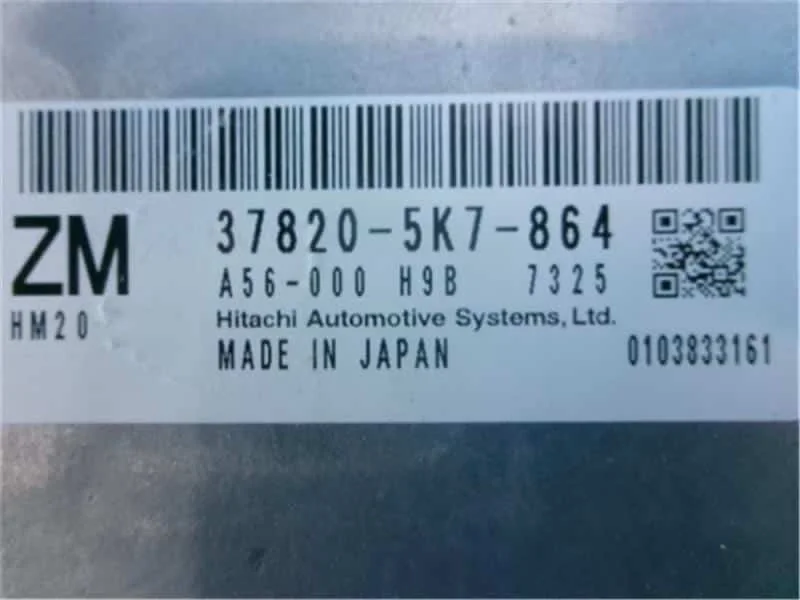 ZM 37820-5K7-864
A56-000 H9B 7325
HM20 Hitachi Automotive Systems, Ltd.
MADE IN JAPAN 0103833161